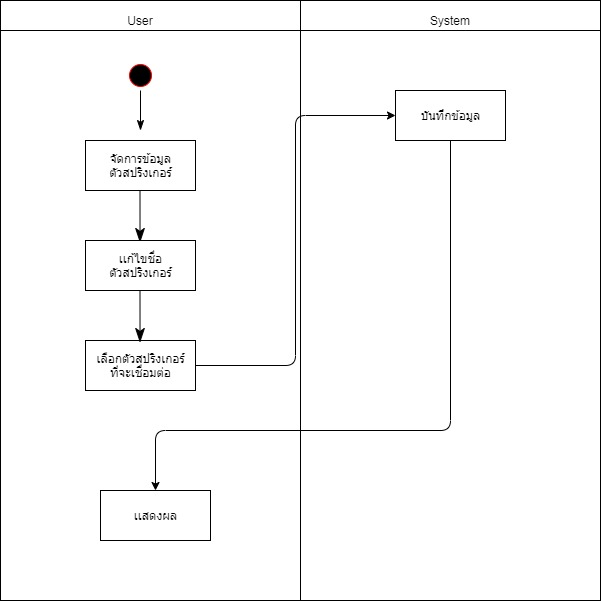 User
System
จัดการข้อมูล
ตัวสปริงเกอร์
แก้ไขชื่อ
ตัวสปริงเกอร์
เลือกตัวสปริงเกอร์
ที่จะเชื่อมต่อ
บันทึกข้อมูล
แสดงผล